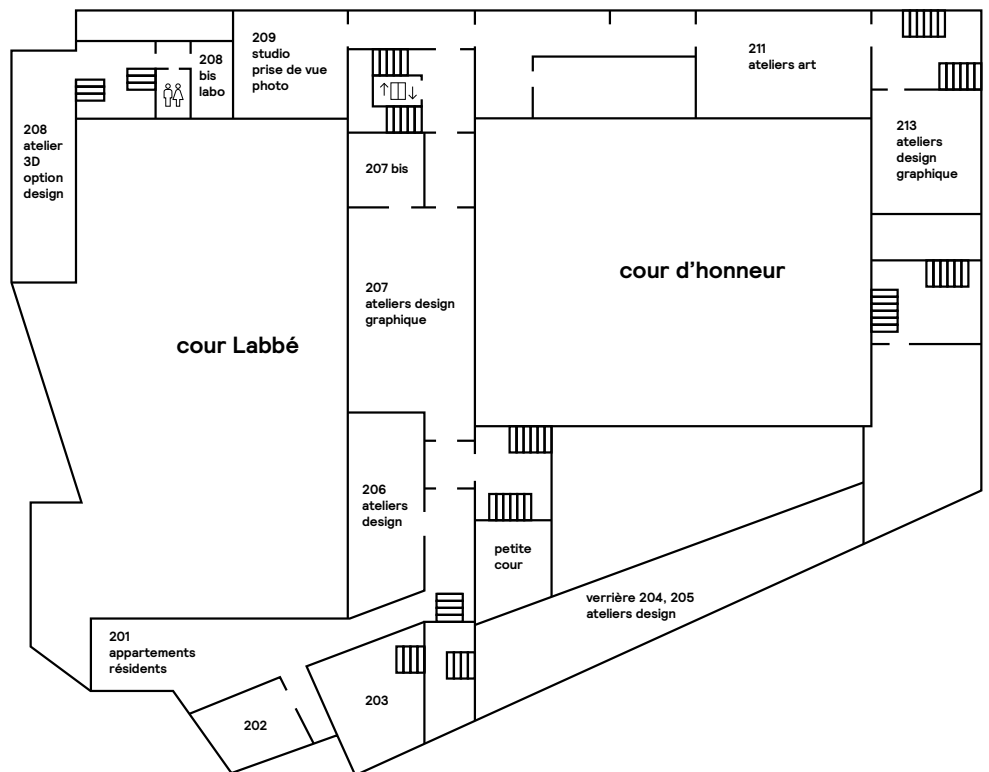 209
studio
prise de vue
photo
208
bis
labo
211
ateliers art
208
atelier
3D
option
design
213
ateliers
design
graphique
207 bis
cour d'honneur
207
ateliers design
graphique
cour Labbé
206
ateliers
design
petite
cour
verrière 204, 205
ateliers design
201
appartements
résidents
203
202